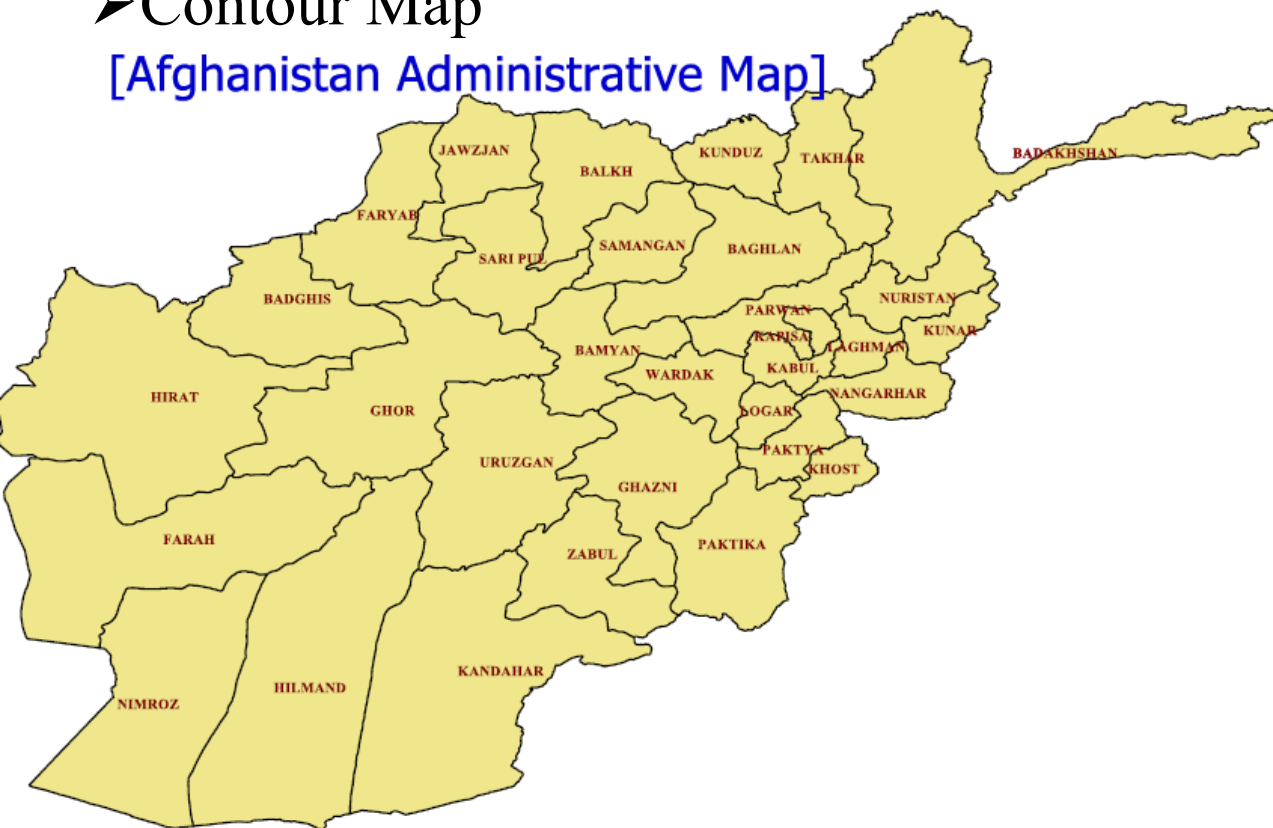 ➢Contour Map
[Afghanistan Administrative Map]
JAWZJAN
BALKH
KUNDUZ
TAKHAR
BADAKHSHAN
FARYAB
SARI PUL
SAMANGAN
BAGHLAN
BADGHIS
NURISTAN
PARWAN
KAPISA
KUNAR
LAGHMAN
BAMYAN
WARDAK
KABUL
HIRAT
GHOR
LOGAR
NANGARHAR
URUZGAN
PAKTYA
KHOST
GHAZNI
FARAH
ZABUL
PAKTIKA
KANDAHAR
HILMAND
NIMROZ